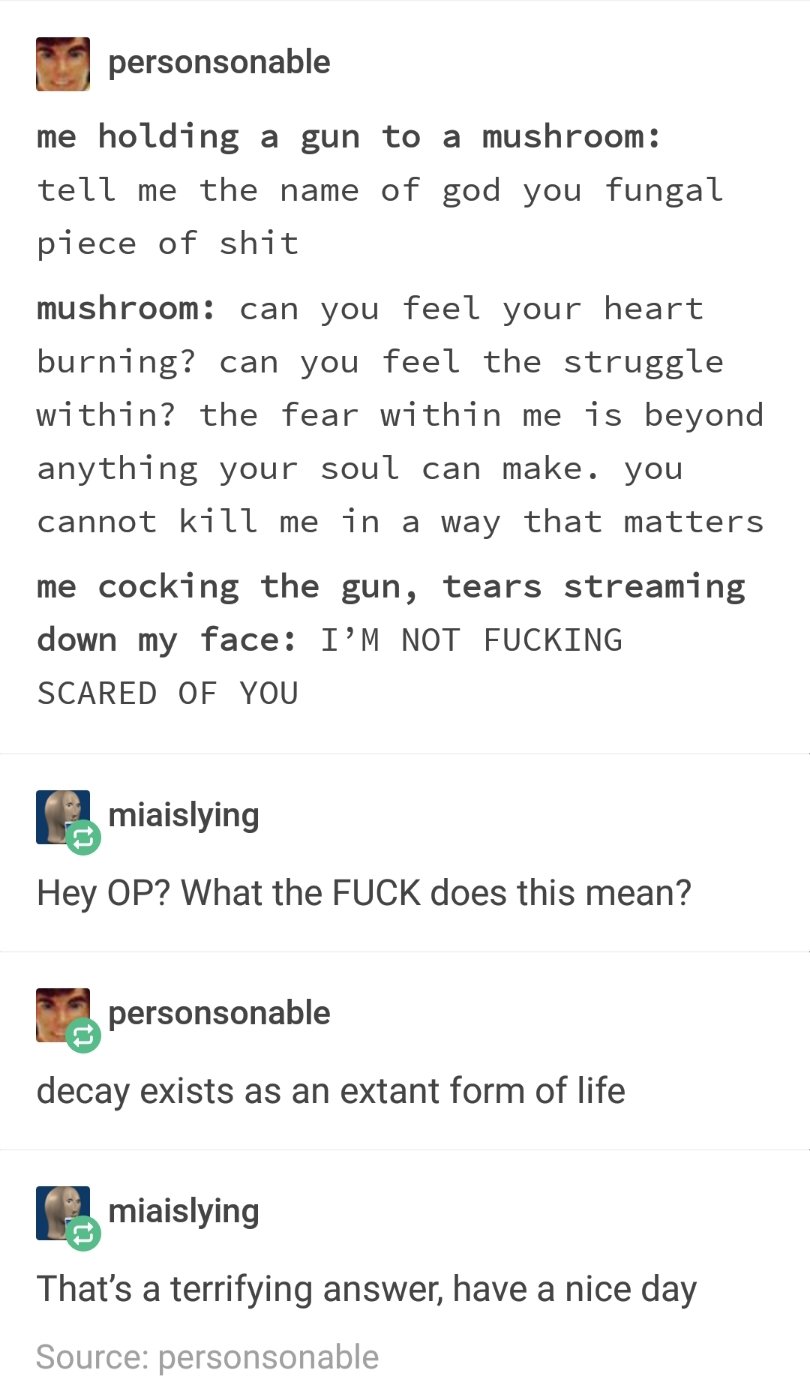 personsonable
me holding a gun to a mushroom:
tell me the name of god you fungal
piece of shit
mushroom: can you feel your heart
burning? can you feel the struggle
within? the fear within me is beyond
anything your soul can make. you
cannot kill me in a way that matters
me cocking the gun, tears streaming
down my face: I’M NOT FUCKING
SCARED OF YOU
miaislying
Hey OP? What the FUCK does this mean?
personsonable
decay exists as an extant form of life
miaislying
That’s a terrifying answer, have a nice day
Source: personsonable